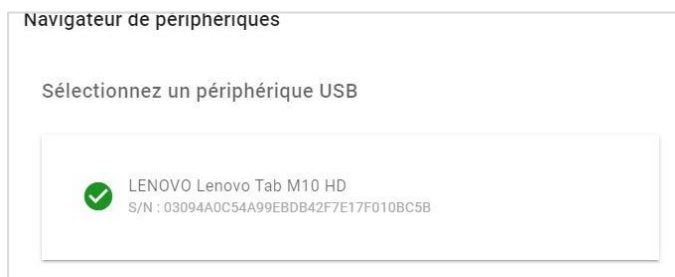 Navigateur de périphériques
Sélectionnez un périphérique USB
LENOVO Lenovo Tab M10 HD
S/N : 03094A0C54A99EBDB42F7E17F010BC5B